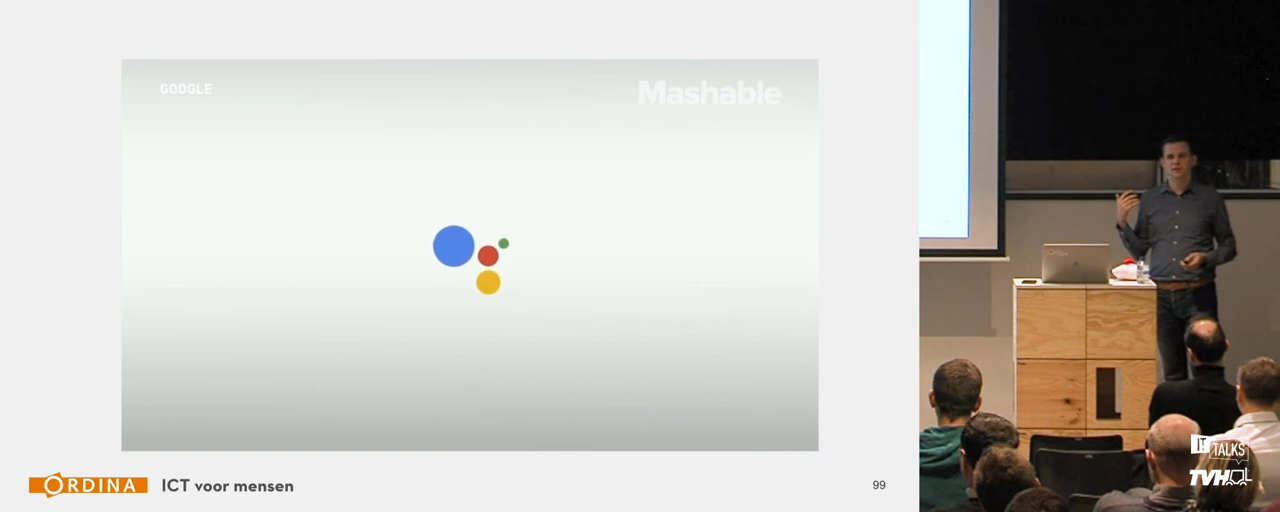 GOOGLE
Mashable
ORDINA
ICT voor mensen
99
IT
TALKS
TVH